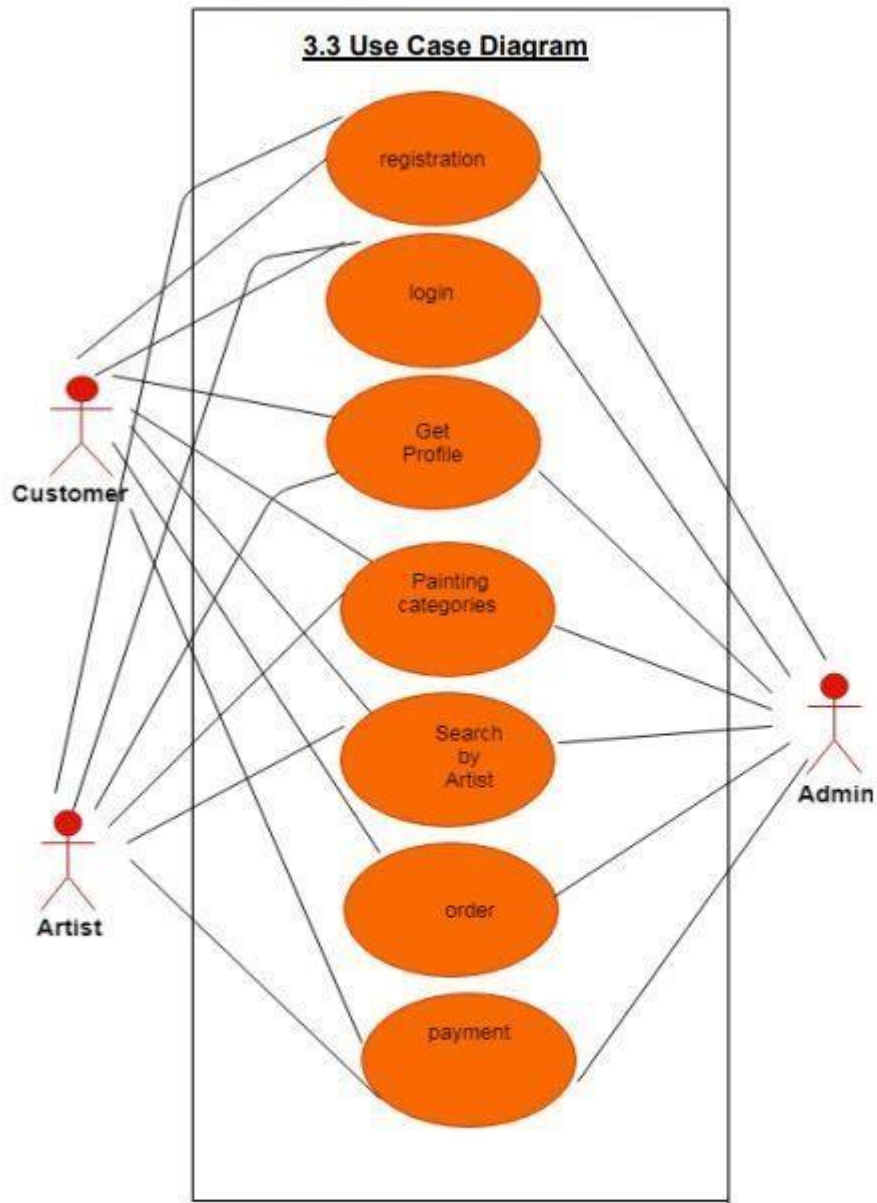 3.3 Use Case Diagram
registration
login
Get
Profile
Customer
Painting
categories
Search
by
Artist
Admin
Artist
order
payment